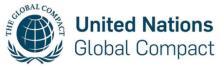 THE GLOBAL COMPACT
United Nations
Global Compact